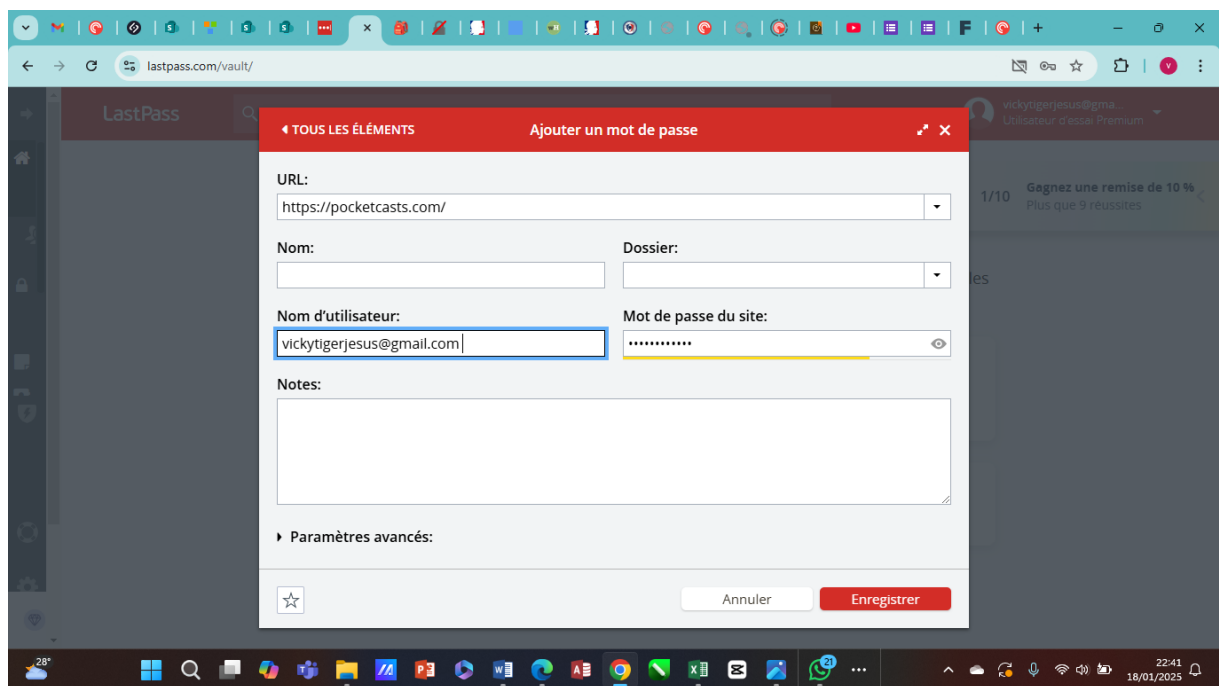 lastpass.com/vault/
LastPass
vickytigerjesus@gma...
Utilisateur d'essai Premium
TOUS LES ÉLÉMENTS
Ajouter un mot de passe
1/10
Gagnez une remise de 10 %
Plus que 9 réussites
URL:
https://pocketcasts.com/
Nom:
Dossier:
les
Nom d’utilisateur:
Mot de passe du site:
vickytigerjesus@gmail.com
••••••••••••
Notes:
Paramètres avancés:
Annuler
Enregistrer
28°
21
22:41
18/01/2025